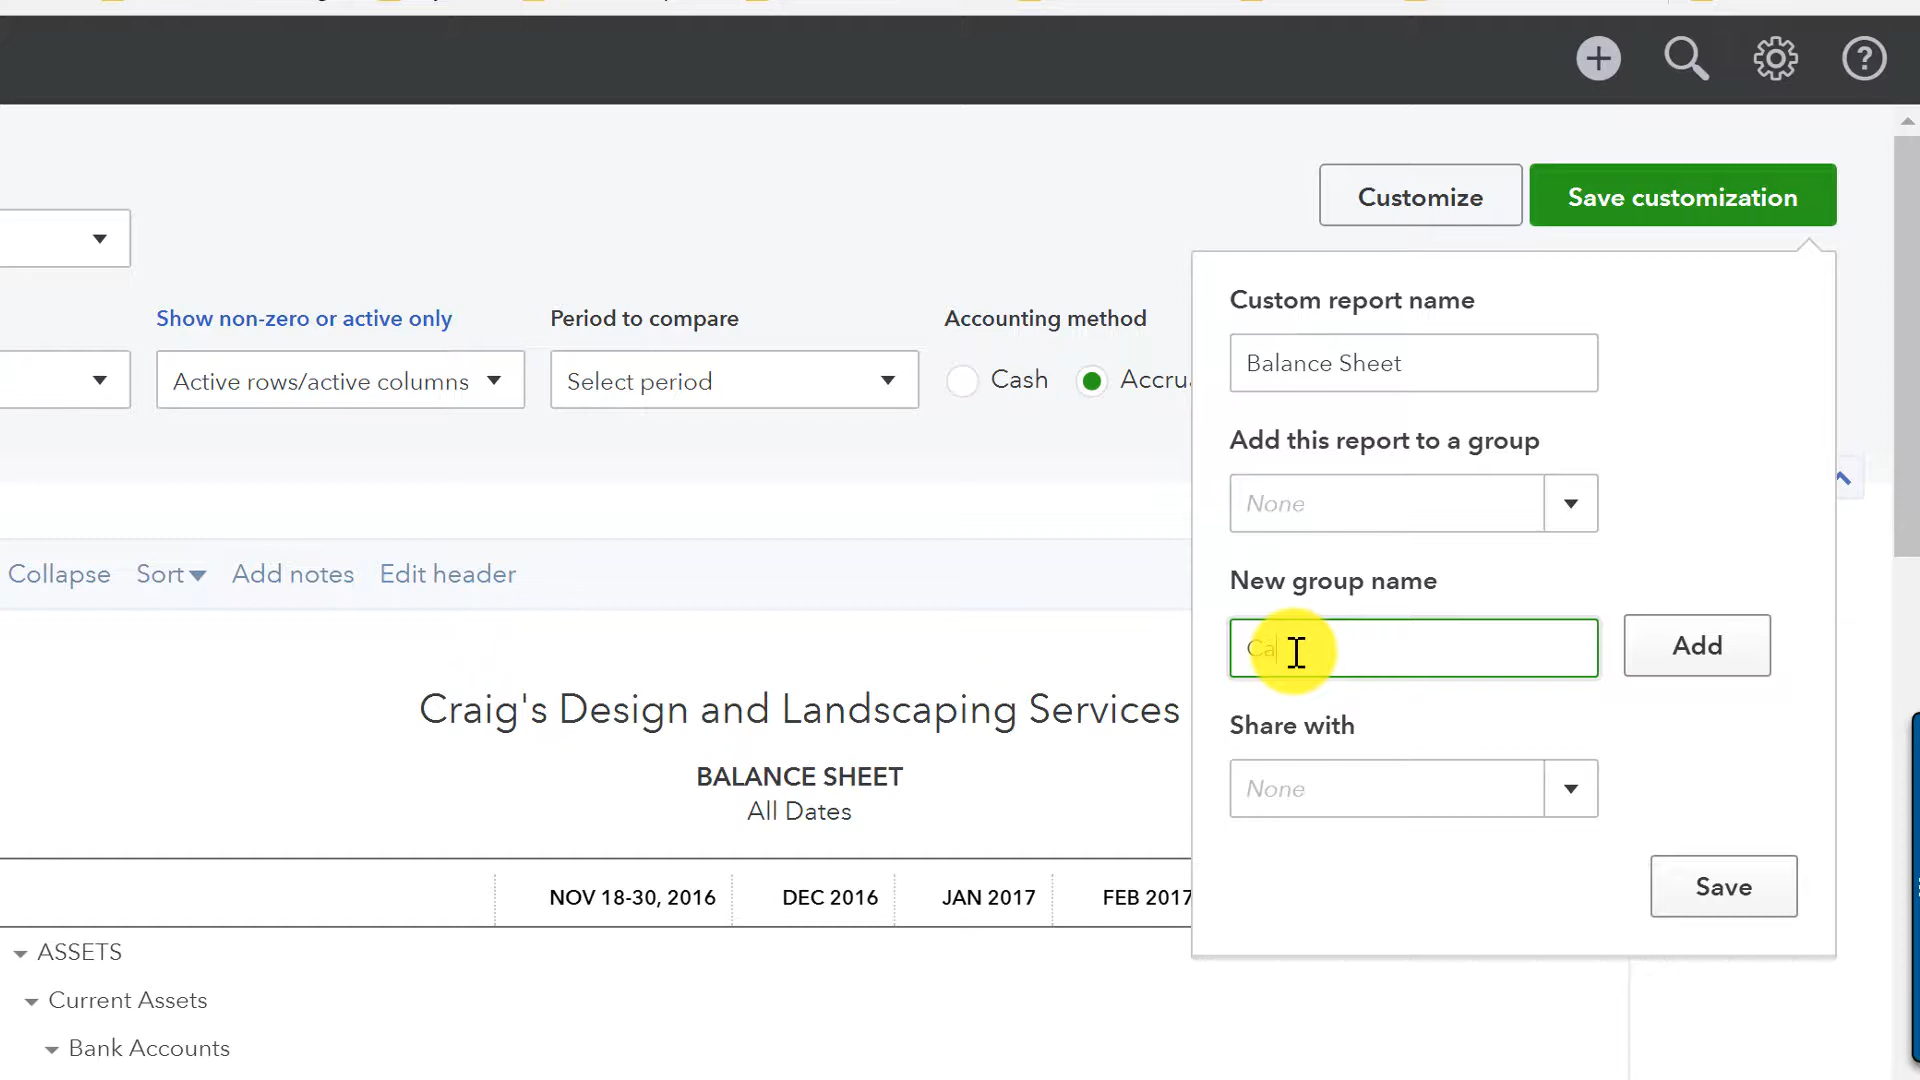 Customize
Save customization
Custom report name
Show non-zero or active only
Period to compare
Accounting method
Balance Sheet
Active rows/active columns
Select period
Cash
Accrua
Add this report to a group
None
Collapse
Sort
Add notes
Edit header
New group name
Ca
Add
Craig's Design and Landscaping Services
Share with
BALANCE SHEET
All Dates
None
NOV 18-30, 2016
DEC 2016
JAN 2017
FEB 2017
Save
ASSETS
Current Assets
Bank Accounts